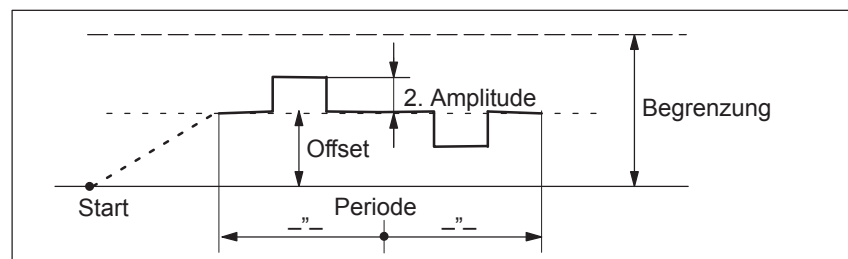 2. Amplitude
Begrenzung
Offset
Start
Periode
_”_ _”_